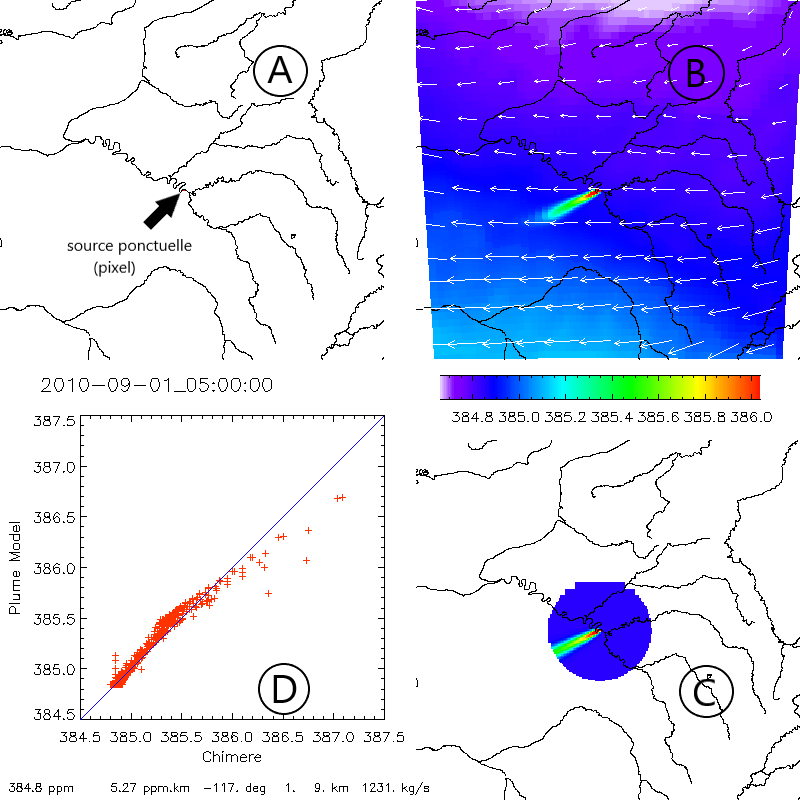 A
source ponctuelle
(pixel)
B
2010-09-01_05:00:00
384.8 385.0 385.2 385.4 385.6 385.8 386.0
387.5
387.0
386.5
386.0
385.5
385.0
384.5
Plume Model
D
384.5 385.0 385.5 386.0 386.5 387.0 387.5
Chimere
C
384.8 ppm 5.27 ppm.km -117. deg 1. 9. km 1231. kg/s